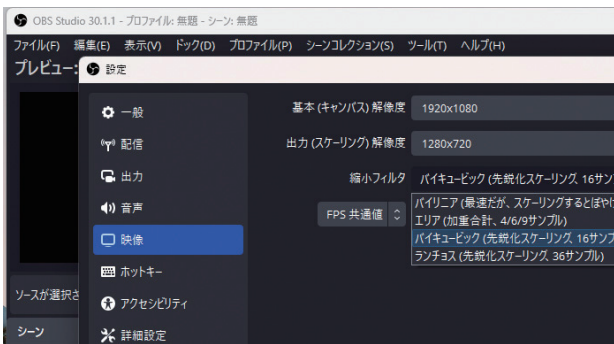 OBS Studio 30.1.1 - プロファイル: 無題 - シーン: 無題
ファイル(F) 編集(E) 表示(V) ドック(D) プロファイル(P) シーンコレクション(S) ツール(T) ヘルプ(H)
プレビュー:
設定
一般
基本 (キャンバス) 解像度 1920x1080
配信
出力 (スケーリング) 解像度 1280x720
出力
縮小フィルタ バイキュービック (先鋭化スケーリング, 16サン
音声
FPS 共通値
バイリニア (最速だが、スケーリングするとぼやけ
エリア (加重合計、4/6/9サンプル)
映像
バイキュービック (先鋭化スケーリング, 16サンプ
ランチョス (先鋭化スケーリング, 36サンプル)
ホットキー
ソースが選択さ
アクセシビリティ
シーン
詳細設定